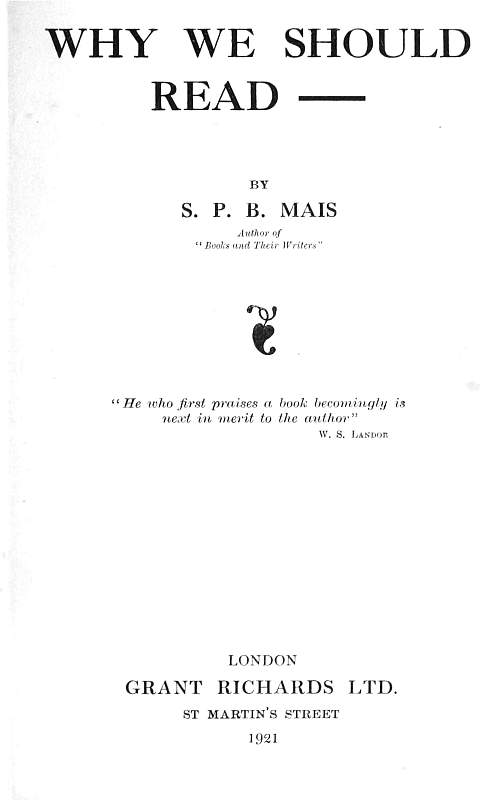 WHY WE SHOULD
READ —
BY
S. P. B. MAIS
Author of
"Books and Their Writers"
"He who first praises a book becomingly is
next in merit to the author"
W. S. Landor
LONDON
GRANT RICHARDS LTD.
ST MARTIN'S STREET
1921